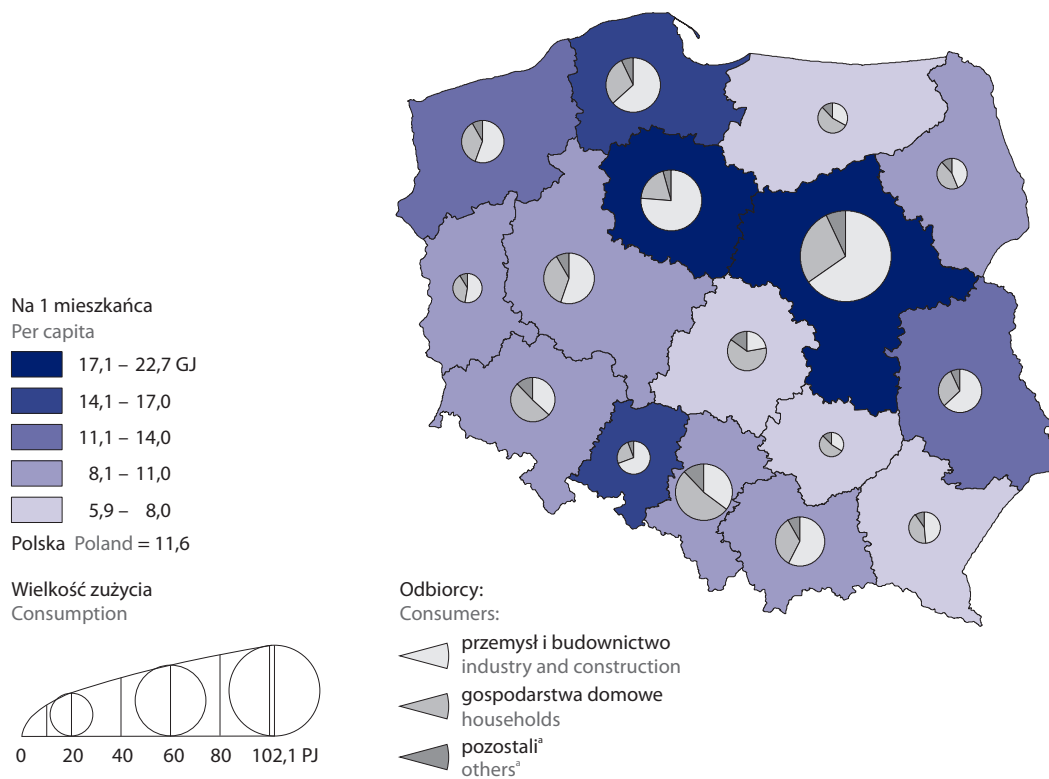 Na 1 mieszkańca
Per capita
17,1 – 22,7 GJ
14,1 – 17,0
11,1 – 14,0
8,1 – 11,0
5,9 – 8,0
Polska Poland = 11,6
Wielkość zużycia
Consumption
0 20 40 60 80 102,1 PJ
Odbiorcy:
Consumers:
przemysł i budownictwo
industry and construction
gospodarstwa domowe
households
pozostaliᵃ
othersᵃ